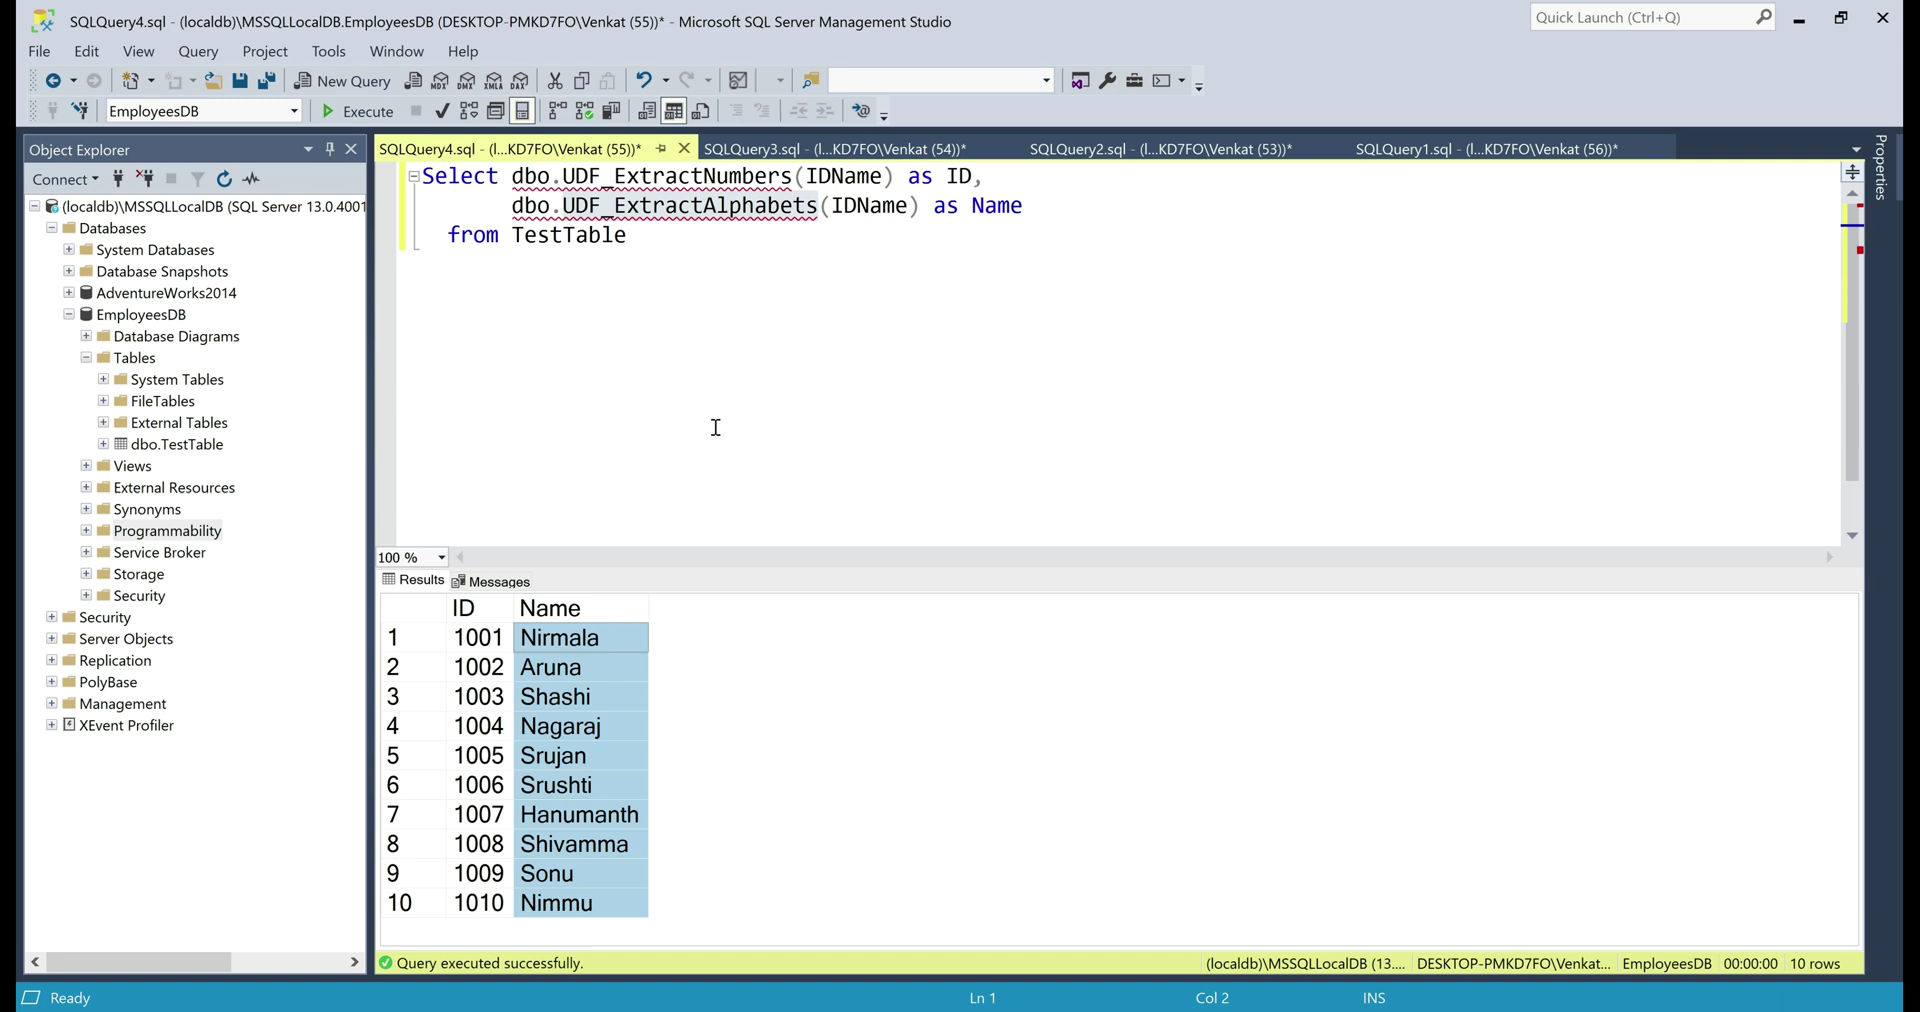 SQLQuery4.sql - (localdb)\MSSQLLocalDB.EmployeesDB (DESKTOP-PMKD7FO\Venkat (55))* - Microsoft SQL Server Management Studio
Quick Launch (Ctrl+Q)
File Edit View Query Project Tools Window Help
New Query MDX DMX XMLA DAX
EmployeesDB Execute
Object Explorer
SQLQuery4.sql - (l...KD7FO\Venkat (55))* SQLQuery3.sql - (l...KD7FO\Venkat (54))* SQLQuery2.sql - (l...KD7FO\Venkat (53))* SQLQuery1.sql - (l...KD7FO\Venkat (56))*
Properties
Connect
(localdb)\MSSQLLocalDB (SQL Server 13.0.4001
Databases
System Databases
Database Snapshots
AdventureWorks2014
EmployeesDB
Database Diagrams
Tables
System Tables
FileTables
External Tables
dbo.TestTable
Views
External Resources
Synonyms
Programmability
Service Broker
Storage
Security
Security
Server Objects
Replication
PolyBase
Management
XEvent Profiler
Select dbo.UDF_ExtractNumbers(IDName) as ID,
dbo.UDF_ExtractAlphabets(IDName) as Name
from TestTable
100 %
Results Messages
ID Name
1 1001 Nirmala
2 1002 Aruna
3 1003 Shashi
4 1004 Nagaraj
5 1005 Srujan
6 1006 Srushti
7 1007 Hanumanth
8 1008 Shivamma
9 1009 Sonu
10 1010 Nimmu
Query executed successfully. (localdb)\MSSQLLocalDB (13.... DESKTOP-PMKD7FO\Venkat... EmployeesDB 00:00:00 10 rows
Ready Ln 1 Col 2 INS